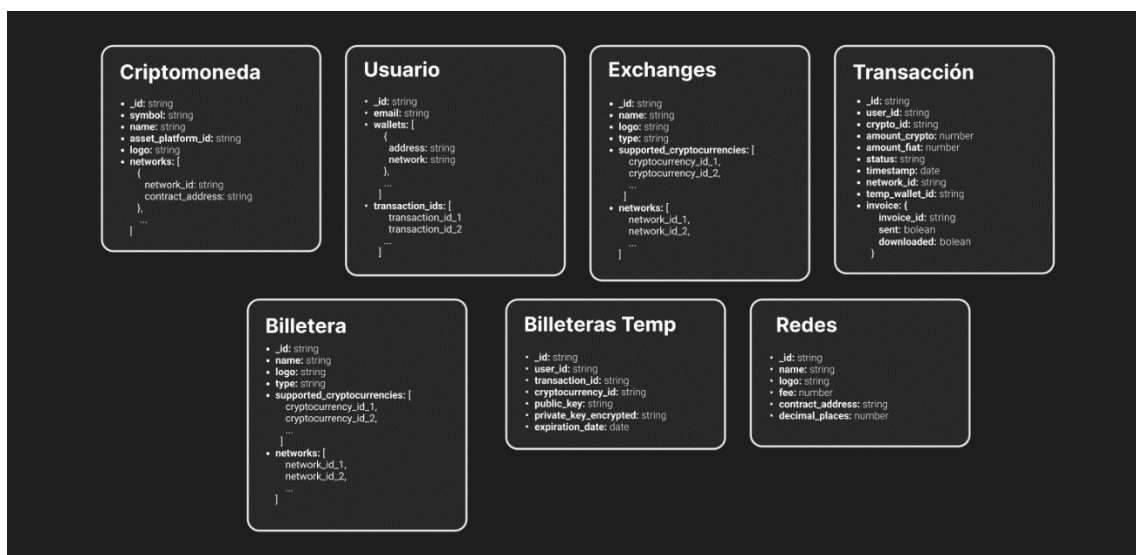 Criptomoneda
• _id: string
• symbol: string
• name: string
• asset_platform_id: string
• logo: string
• networks: [
{
network_id: string
contract_address: string
},
...
]
Usuario
• _id: string
• email: string
• wallets: [
{
address: string
network: string
},
...
]
• transaction_ids: [
transaction_id_1
transaction_id_2
...
]
Exchanges
• _id: string
• name: string
• logo: string
• type: string
• supported_cryptocurrencies: [
cryptocurrency_id_1,
cryptocurrency_id_2,
...
]
• networks: [
network_id_1,
network_id_2,
...
]
Transacción
• _id: string
• user_id: string
• crypto_id: string
• amount_crypto: number
• amount_fiat: number
• status: string
• timestamp: date
• network_id: string
• temp_wallet_id: string
• invoice: {
invoice_id: string
sent: bolean
downloaded: bolean
}
Billetera
• _id: string
• name: string
• logo: string
• type: string
• supported_cryptocurrencies: [
cryptocurrency_id_1,
cryptocurrency_id_2,
...
]
• networks: [
network_id_1,
network_id_2,
...
]
Billeteras Temp
• _id: string
• user_id: string
• transaction_id: string
• cryptocurrency_id: string
• public_key: string
• private_key_encrypted: string
• expiration_date: date
Redes
• _id: string
• name: string
• logo: string
• fee: number
• contract_address: string
• decimal_places: number